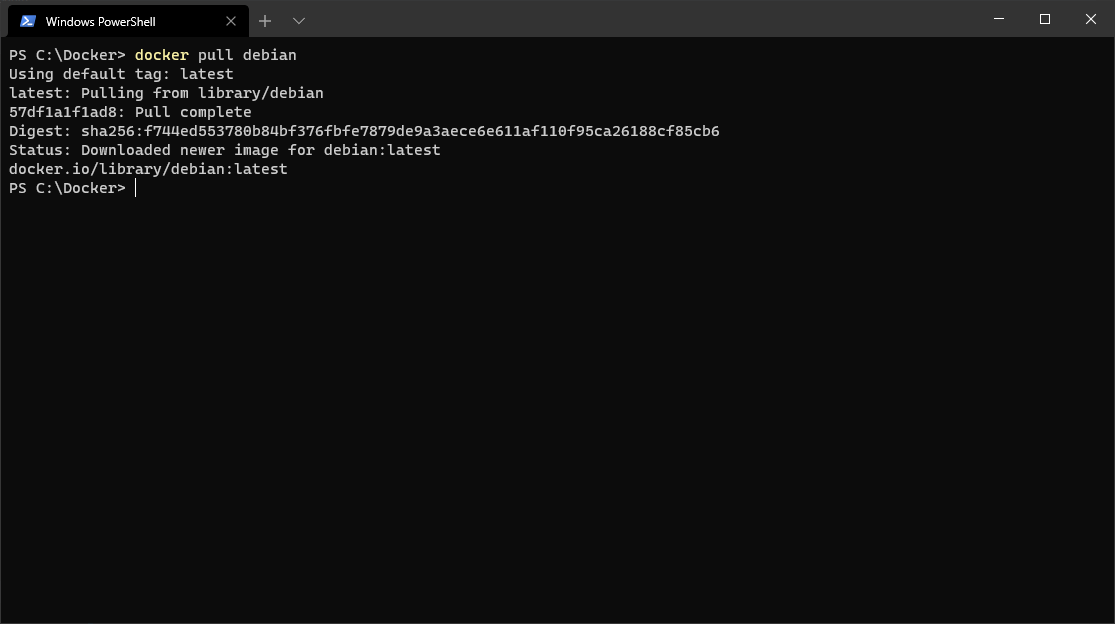 Windows PowerShell
PS C:\Docker> docker pull debian
Using default tag: latest
latest: Pulling from library/debian
57df1a1f1ad8: Pull complete
Digest: sha256:f744ed553780b84bf376fbfe7879de9a3aece6e611af110f95ca26188cf85cb6
Status: Downloaded newer image for debian:latest
docker.io/library/debian:latest
PS C:\Docker>